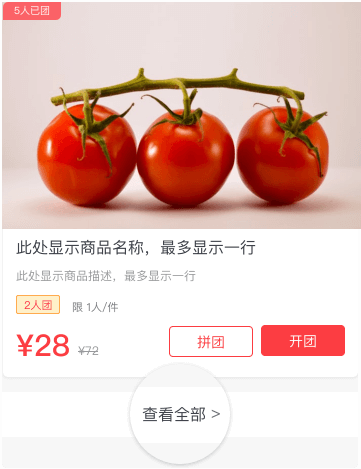 5人已团
此处显示商品名称，最多显示一行
此处显示商品描述，最多显示一行
2人团 限 1人/件
¥28 ¥72 拼团 开团
查看全部 >